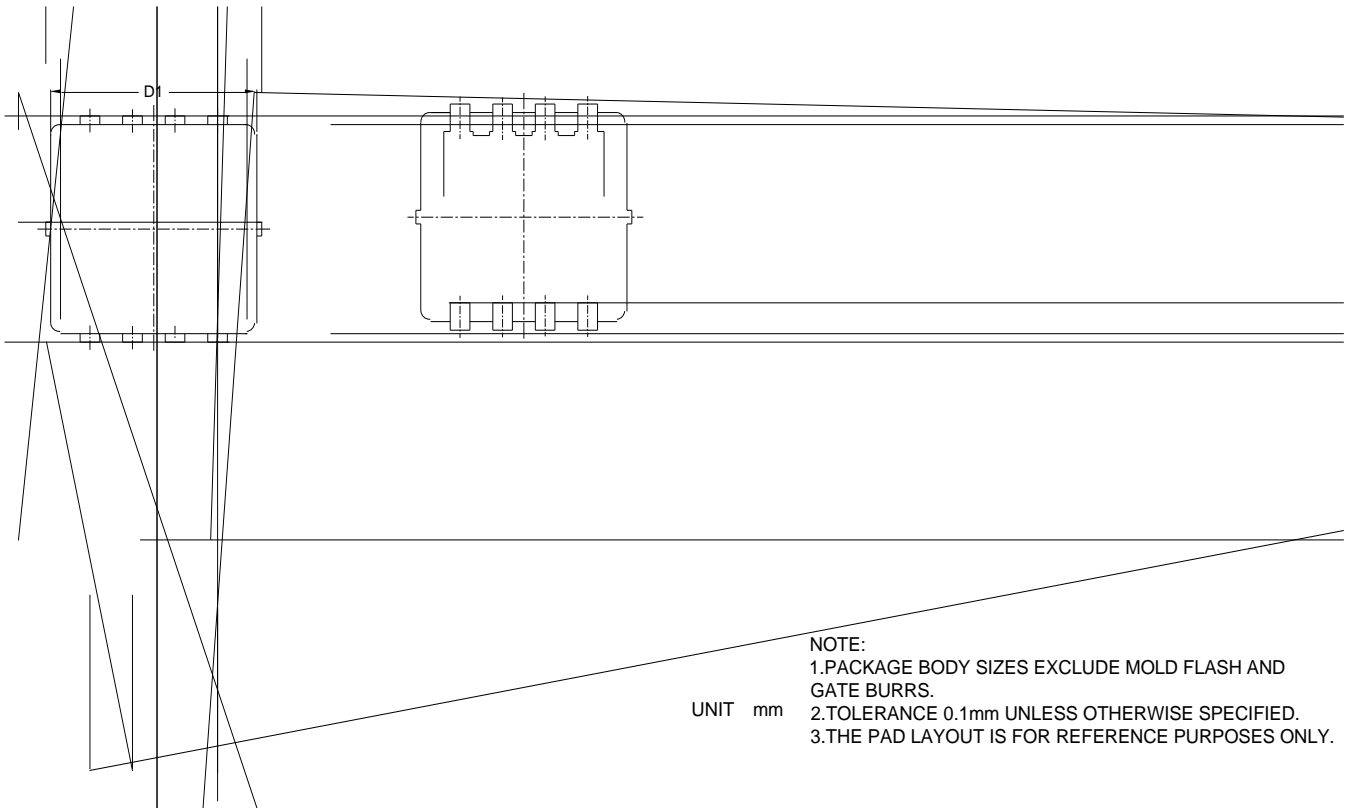 D1
NOTE:
1.PACKAGE BODY SIZES EXCLUDE MOLD FLASH AND
GATE BURRS.
UNIT mm
2.TOLERANCE 0.1mm UNLESS OTHERWISE SPECIFIED.
3.THE PAD LAYOUT IS FOR REFERENCE PURPOSES ONLY.